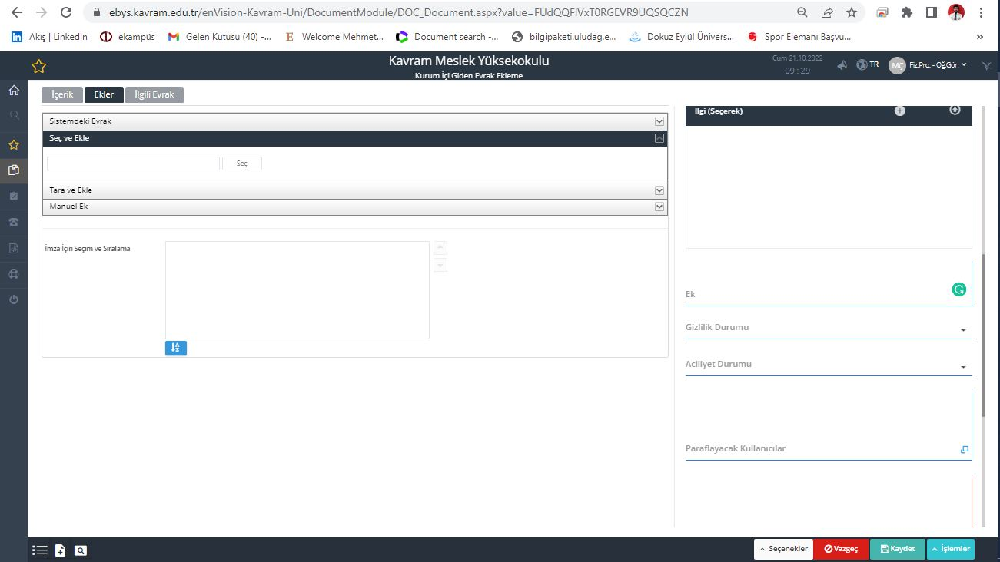 ebys.kavram.edu.tr/enVision-Kavram-Uni/DocumentModule/DOC_Document.aspx?value=FUdQQFlVxT0RGEVR9UQSQCZN
Akış | LinkedIn
ekampüs
Gelen Kutusu (40) -...
Welcome Mehmet...
Document search -...
bilgipaketi.uludag.e...
Dokuz Eylül Ünivers...
Spor Elemanı Başvu...
Kavram Meslek Yüksekokulu
Kurum İçi Giden Evrak Ekleme
Cum 21.10.2022
09 : 29
TR
MÇ
Fiz.Pro. - Öğ.Gör.
İçerik
Ekler
İlgili Evrak
Sistemdeki Evrak
Seç ve Ekle
Seç
Tara ve Ekle
Manuel Ek
İmza İçin Seçim ve Sıralama
İlgi (Seçerek)
Ek
Gizlilik Durumu
Aciliyet Durumu
Paraflayacak Kullanıcılar
Seçenekler
Vazgeç
Kaydet
İşlemler